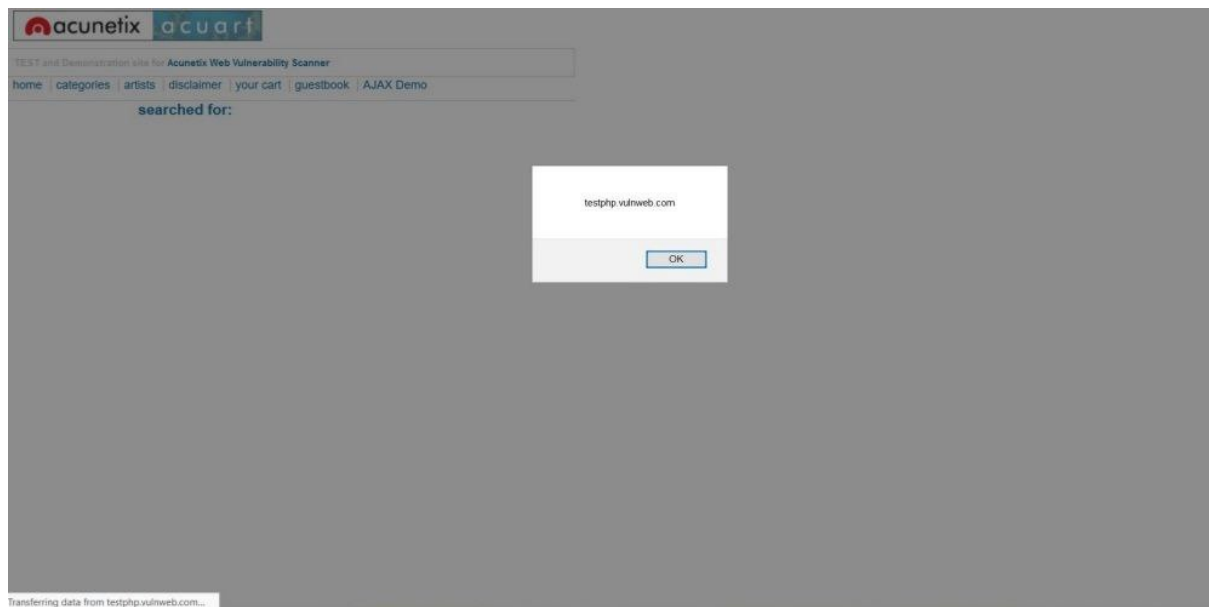 acunetix acuart
TEST and Demonstration site for Acunetix Web Vulnerability Scanner
home categories artists disclaimer your cart guestbook AJAX Demo
searched for:
testphp.vulnweb.com
OK
Transferring data from testphp.vulnweb.com...